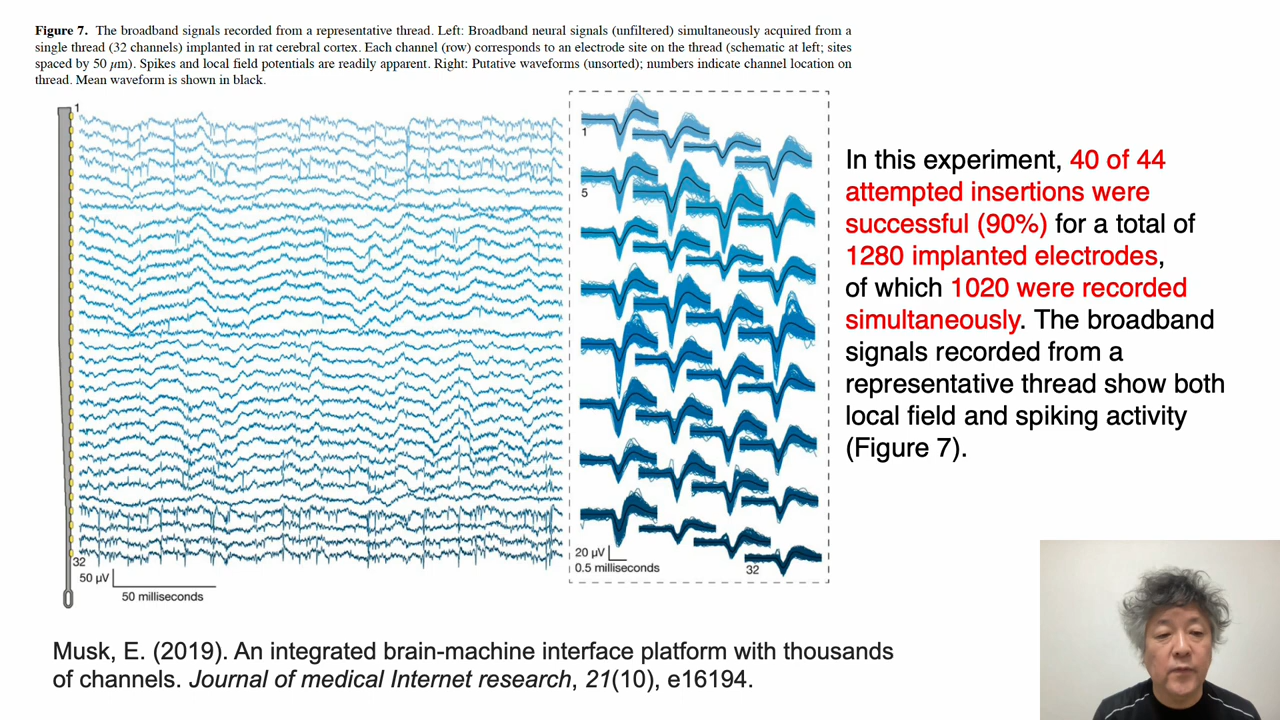 Figure 7. The broadband signals recorded from a representative thread. Left: Broadband neural signals (unfiltered) simultaneously acquired from a
single thread (32 channels) implanted in rat cerebral cortex. Each channel (row) corresponds to an electrode site on the thread (schematic at left; sites
spaced by 50 µm). Spikes and local field potentials are readily apparent. Right: Putative waveforms (unsorted); numbers indicate channel location on
thread. Mean waveform is shown in black.
1
32
50 µV
50 milliseconds
1
5
20 µV
0.5 milliseconds
32
In this experiment, 40 of 44
attempted insertions were
successful (90%) for a total of
1280 implanted electrodes,
of which 1020 were recorded
simultaneously. The broadband
signals recorded from a
representative thread show both
local field and spiking activity
(Figure 7).
Musk, E. (2019). An integrated brain-machine interface platform with thousands
of channels. Journal of medical Internet research, 21(10), e16194.